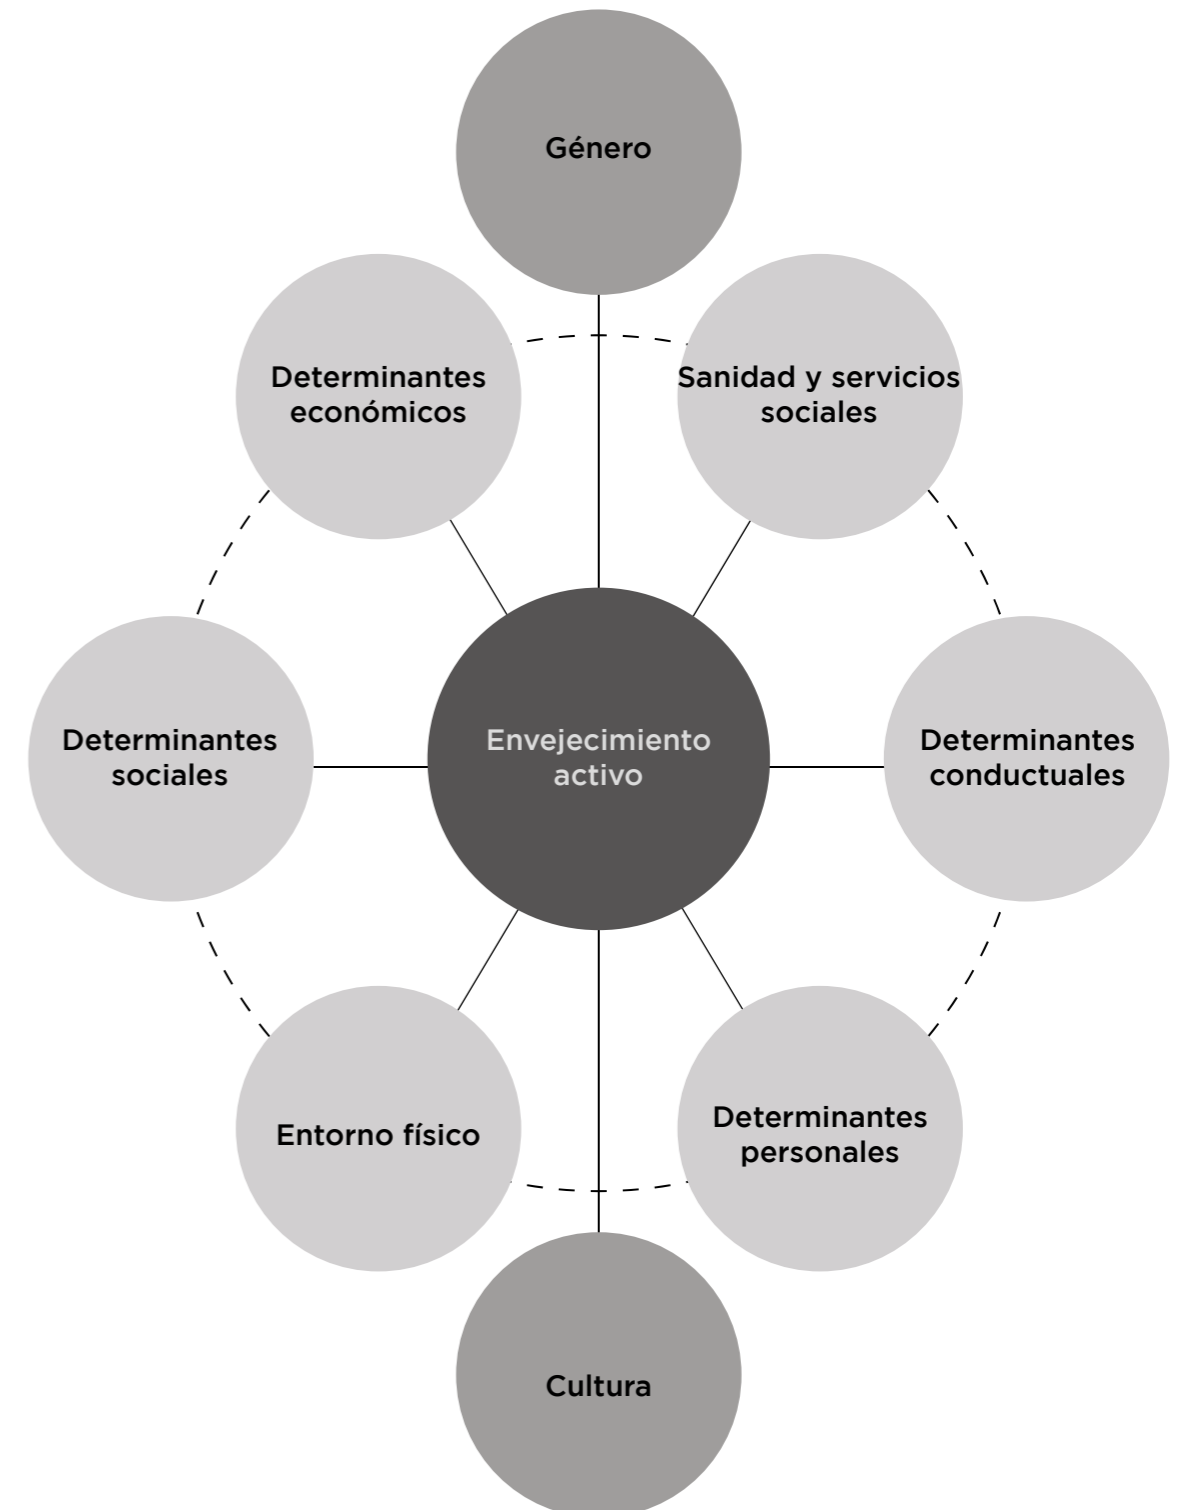 Género
Determinantes
económicos
Sanidad y servicios
sociales
Determinantes
sociales
Envejecimiento
activo
Determinantes
conductuales
Entorno físico
Determinantes
personales
Cultura